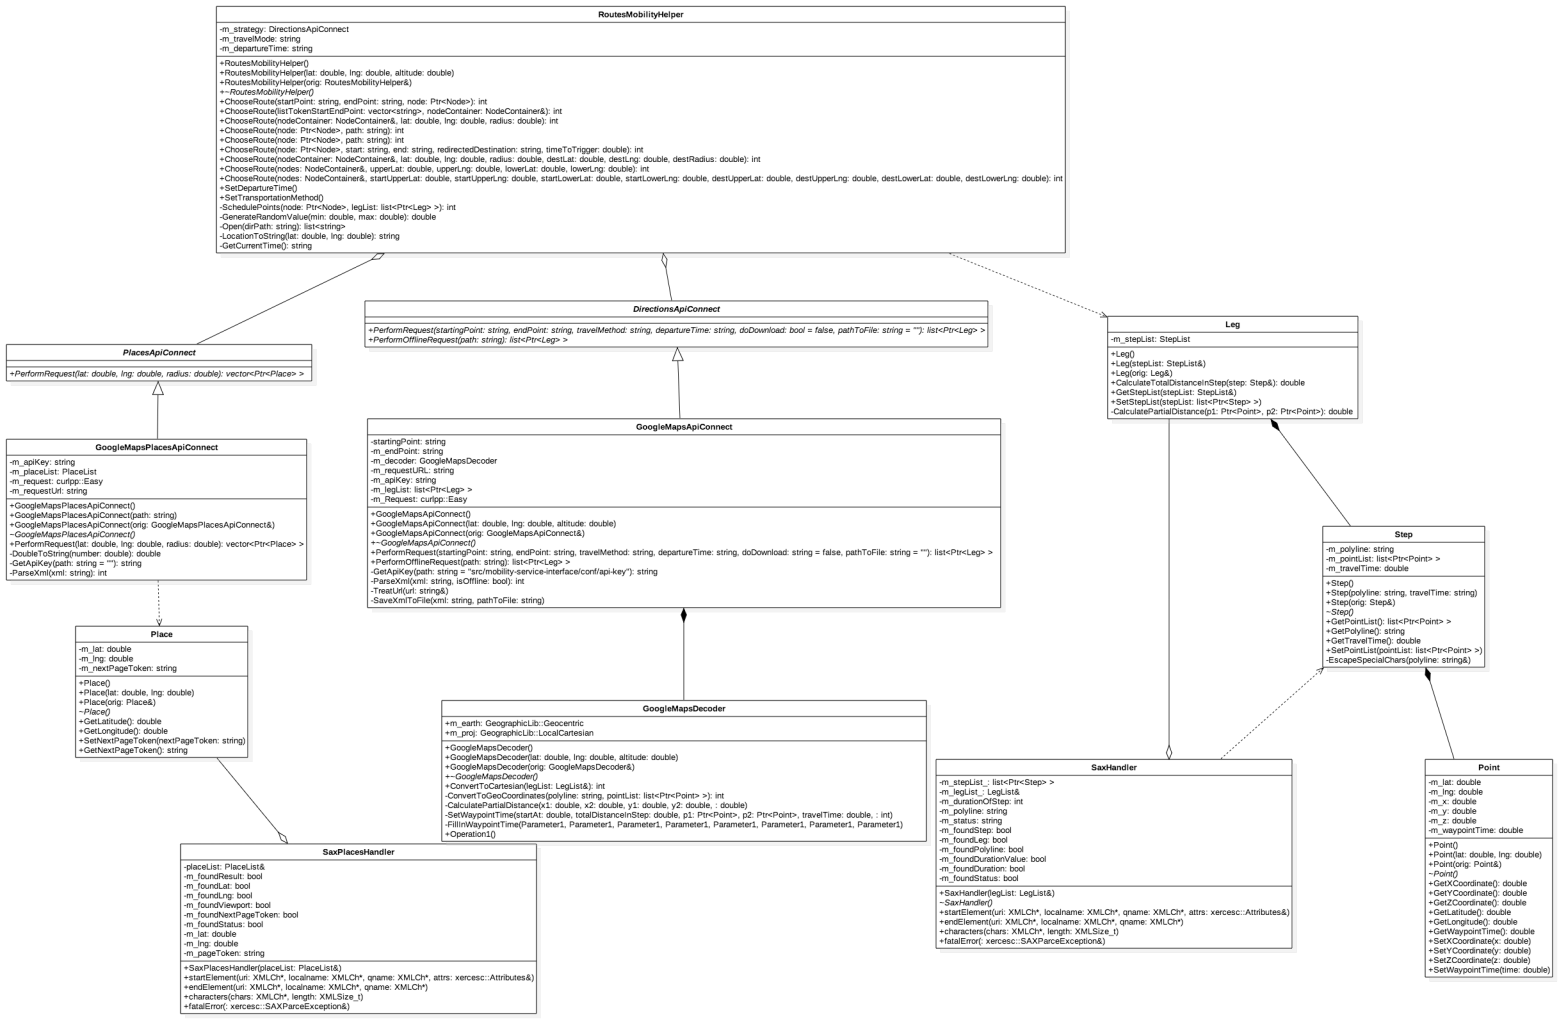 RoutesMobilityHelper
-m_strategy: DirectionsApiConnect
-m_travelMode: string
-m_departureTime: string
+RoutesMobilityHelper()
+RoutesMobilityHelper(lat: double, lng: double, altitude: double)
+RoutesMobilityHelper(orig: RoutesMobilityHelper&)
+~RoutesMobilityHelper()
+ChooseRoute(startPoint: string, endPoint: string, node: Ptr<Node>): int
+ChooseRoute(listTokenStartEndPoint: vector<string>, nodeContainer: NodeContainer&): int
+ChooseRoute(nodeContainer: NodeContainer&, lat: double, lng: double, radius: double): int
+ChooseRoute(node: Ptr<Node>, path: string): int
+ChooseRoute(node: Ptr<Node>, path: string): int
+ChooseRoute(node: Ptr<Node>, start: string, end: string, redirectedDestination: string, timeToTrigger: double): int
+ChooseRoute(nodeContainer: NodeContainer&, lat: double, lng: double, radius: double, destLat: double, destLng: double, destRadius: double): int
+ChooseRoute(nodes: NodeContainer&, upperLat: double, upperLng: double, lowerLat: double, lowerLng: double): int
+ChooseRoute(nodes: NodeContainer&, startUpperLat: double, startUpperLng: double, startLowerLat: double, startLowerLng: double, destUpperLat: double, destUpperLng: double, destLowerLat: double, destLowerLng: double): int
+SetDepartureTime()
+SetTransportationMethod()
-SchedulePoints(node: Ptr<Node>, legList: list<Ptr<Leg> >): int
-GenerateRandomValue(min: double, max: double): double
-Open(dirPath: string): list<string>
-LocationToString(lat: double, lng: double): string
-GetCurrentTime(): string
DirectionsApiConnect
+PerformRequest(startingPoint: string, endPoint: string, travelMethod: string, departureTime: string, doDownload: bool = false, pathToFile: string = ""): list<Ptr<Leg> >
+PerformOfflineRequest(path: string): list<Ptr<Leg> >
Leg
-m_stepList: StepList
+Leg()
+Leg(stepList: StepList&)
+Leg(orig: Leg&)
+CalculateTotalDistanceInStep(step: Step&): double
+GetStepList(stepList: StepList&)
+SetStepList(stepList: list<Ptr<Step> >)
-CalculatePartialDistance(p1: Ptr<Point>, p2: Ptr<Point>): double
PlacesApiConnect
+PerformRequest(lat: double, lng: double, radius: double): vector<Ptr<Place> >
GoogleMapsPlacesApiConnect
-m_apiKey: string
-m_placeList: PlaceList
-m_request: curlpp::Easy
-m_requestUrl: string
+GoogleMapsPlacesApiConnect()
+GoogleMapsPlacesApiConnect(path: string)
+GoogleMapsPlacesApiConnect(orig: GoogleMapsPlacesApiConnect&)
~GoogleMapsPlacesApiConnect()
+PerformRequest(lat: double, lng: double, radius: double): vector<Ptr<Place> >
-DoubleToString(number: double): double
-GetApiKey(path: string = ""): string
-ParseXml(xml: string): int
GoogleMapsApiConnect
-startingPoint: string
-m_endPoint: string
-m_decoder: GoogleMapsDecoder
-m_requestURL: string
-m_apiKey: string
-m_legList: list<Ptr<Leg> >
-m_Request: curlpp::Easy
+GoogleMapsApiConnect()
+GoogleMapsApiConnect(lat: double, lng: double, altitude: double)
+GoogleMapsApiConnect(orig: GoogleMapsApiConnect&)
+~GoogleMapsApiConnect()
+PerformRequest(startingPoint: string, endPoint: string, travelMethod: string, departureTime: string, doDownload: string = false, pathToFile: string = ""): list<Ptr<Leg> >
+PerformOfflineRequest(path: string): list<Ptr<Leg> >
-GetApiKey(path: string = "src/mobility-service-interface/conf/api-key"): string
-ParseXml(xml: string, isOffline: bool): int
-TreatUrl(url: string&)
-SaveXmlToFile(xml: string, pathToFile: string)
Step
-m_polyline: string
-m_pointList: list<Ptr<Point> >
-m_travelTime: double
+Step()
+Step(polyline: string, travelTime: string)
+Step(orig: Step&)
~Step()
+GetPointList(): list<Ptr<Point> >
+GetPolyline(): string
+GetTravelTime(): double
+SetPointList(pointList: list<Ptr<Point> >)
-EscapeSpecialChars(polyline: string&)
Place
-m_lat: double
-m_lng: double
-m_nextPageToken: string
+Place()
+Place(lat: double, lng: double)
+Place(orig: Place&)
~Place()
+GetLatitude(): double
+GetLongitude(): double
+SetNextPageToken(nextPageToken: string)
+GetNextPageToken(): string
GoogleMapsDecoder
+m_earth: GeographicLib::Geocentric
+m_proj: GeographicLib::LocalCartesian
+GoogleMapsDecoder()
+GoogleMapsDecoder(lat: double, lng: double, altitude: double)
+GoogleMapsDecoder(orig: GoogleMapsDecoder&)
+~GoogleMapsDecoder()
+ConvertToCartesian(legList: LegList&): int
-ConvertToGeoCoordinates(polyline: string, pointList: list<Ptr<Point> >): int
-CalculatePartialDistance(x1: double, x2: double, y1: double, y2: double, : double)
-SetWaypointTime(startAt: double, totalDistanceInStep: double, p1: Ptr<Point>, p2: Ptr<Point>, travelTime: double, : int)
-FillInWaypointTime(Parameter1, Parameter1, Parameter1, Parameter1, Parameter1, Parameter1, Parameter1, Parameter1)
+Operation1()
SaxHandler
-m_stepList_: list<Ptr<Step> >
-m_legList_: LegList&
-m_durationOfStep: int
-m_polyline: string
-m_status: string
-m_foundStep: bool
-m_foundLeg: bool
-m_foundPolyline: bool
-m_foundDurationValue: bool
-m_foundDuration: bool
-m_foundStatus: bool
+SaxHandler(legList: LegList&)
~SaxHandler()
+startElement(uri: XMLCh*, localname: XMLCh*, qname: XMLCh*, attrs: xercesc::Attributes&)
+endElement(uri: XMLCh*, localname: XMLCh*, qname: XMLCh*)
+characters(chars: XMLCh*, length: XMLSize_t)
+fatalError(: xercesc::SAXParceException&)
Point
-m_lat: double
-m_lng: double
-m_x: double
-m_y: double
-m_z: double
-m_waypointTime: double
+Point()
+Point(lat: double, lng: double)
+Point(orig: Point&)
~Point()
+GetXCoordinate(): double
+GetYCoordinate(): double
+GetZCoordinate(): double
+GetLatitude(): double
+GetLongitude(): double
+GetWaypointTime(): double
+SetXCoordinate(x: double)
+SetYCoordinate(y: double)
+SetZCoordinate(z: double)
+SetWaypointTime(time: double)
SaxPlacesHandler
-placeList: PlaceList&
-m_foundResult: bool
-m_foundLat: bool
-m_foundLng: bool
-m_foundViewport: bool
-m_foundNextPageToken: bool
-m_foundStatus: bool
-m_lat: double
-m_lng: double
-m_pageToken: string
+SaxPlacesHandler(placeList: PlaceList&)
+startElement(uri: XMLCh*, localname: XMLCh*, qname: XMLCh*, attrs: xercesc::Attributes&)
+endElement(uri: XMLCh*, localname: XMLCh*, qname: XMLCh*)
+characters(chars: XMLCh*, length: XMLSize_t)
+fatalError(: xercesc::SAXParceException&)